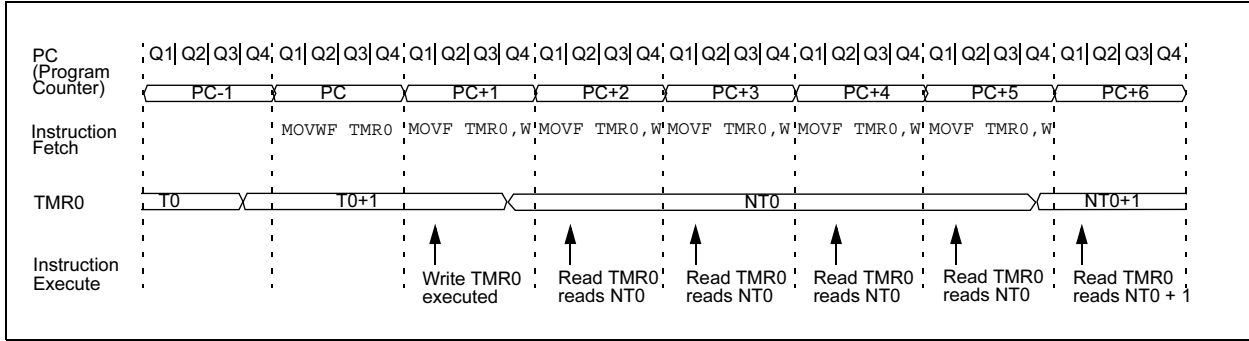 PC
(Program
Counter)
Q1 Q2 Q3 Q4 Q1 Q2 Q3 Q4 Q1 Q2 Q3 Q4 Q1 Q2 Q3 Q4 Q1 Q2 Q3 Q4 Q1 Q2 Q3 Q4 Q1 Q2 Q3 Q4 Q1 Q2 Q3 Q4
PC-1 PC PC+1 PC+2 PC+3 PC+4 PC+5 PC+6
Instruction
Fetch
MOVWF TMR0 MOVF TMR0,W MOVF TMR0,W MOVF TMR0,W MOVF TMR0,W MOVF TMR0,W
TMR0 T0 T0+1 NT0 NT0+1
Instruction
Execute
Write TMR0
executed
Read TMR0
reads NT0
Read TMR0
reads NT0
Read TMR0
reads NT0
Read TMR0
reads NT0
Read TMR0
reads NT0 + 1